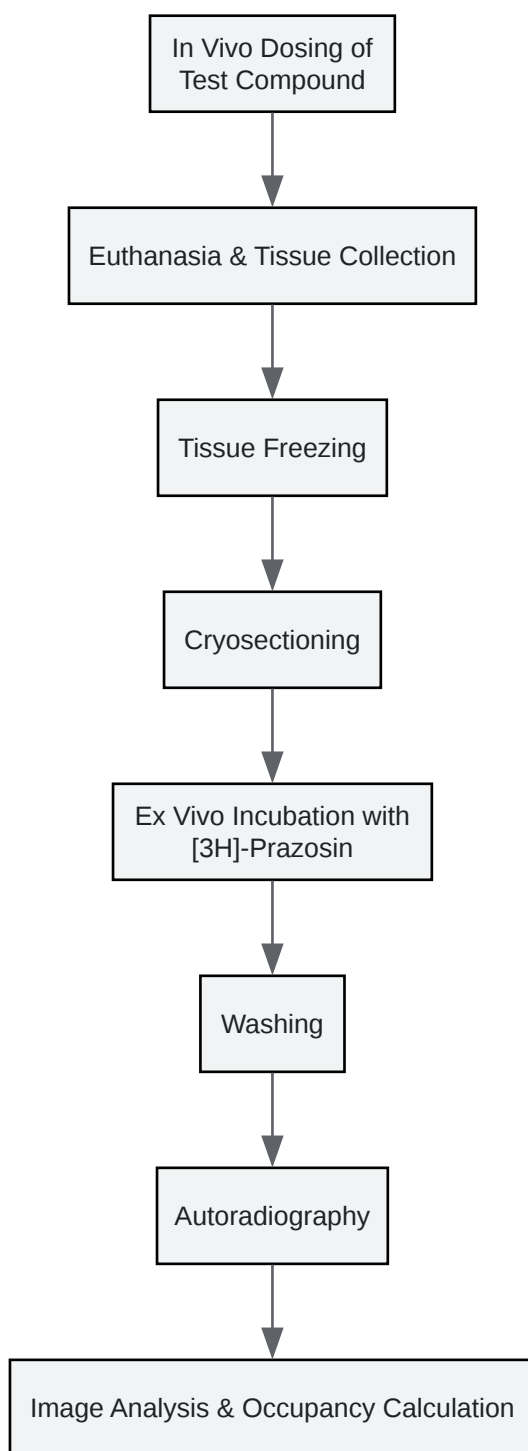 In Vivo Dosing of
Test Compound
Euthanasia & Tissue Collection
Tissue Freezing
Cryosectioning
Ex Vivo Incubation with
[3H]-Prazosin
Washing
Autoradiography
Image Analysis & Occupancy Calculation